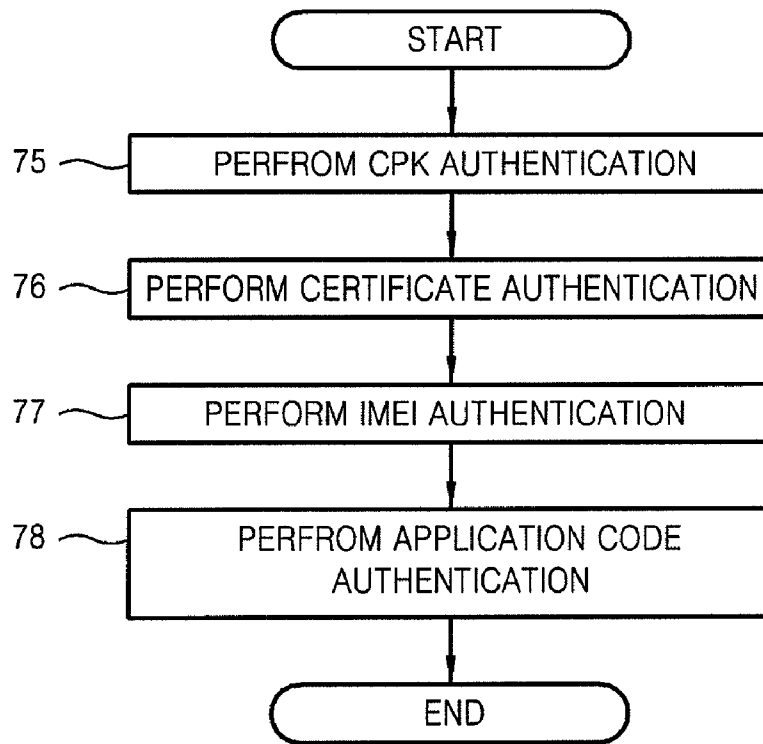 START
75
PERFROM CPK AUTHENTICATION
76
PERFORM CERTIFICATE AUTHENTICATION
77
PERFORM IMEI AUTHENTICATION
78
PERFROM APPLICATION CODE
AUTHENTICATION
END